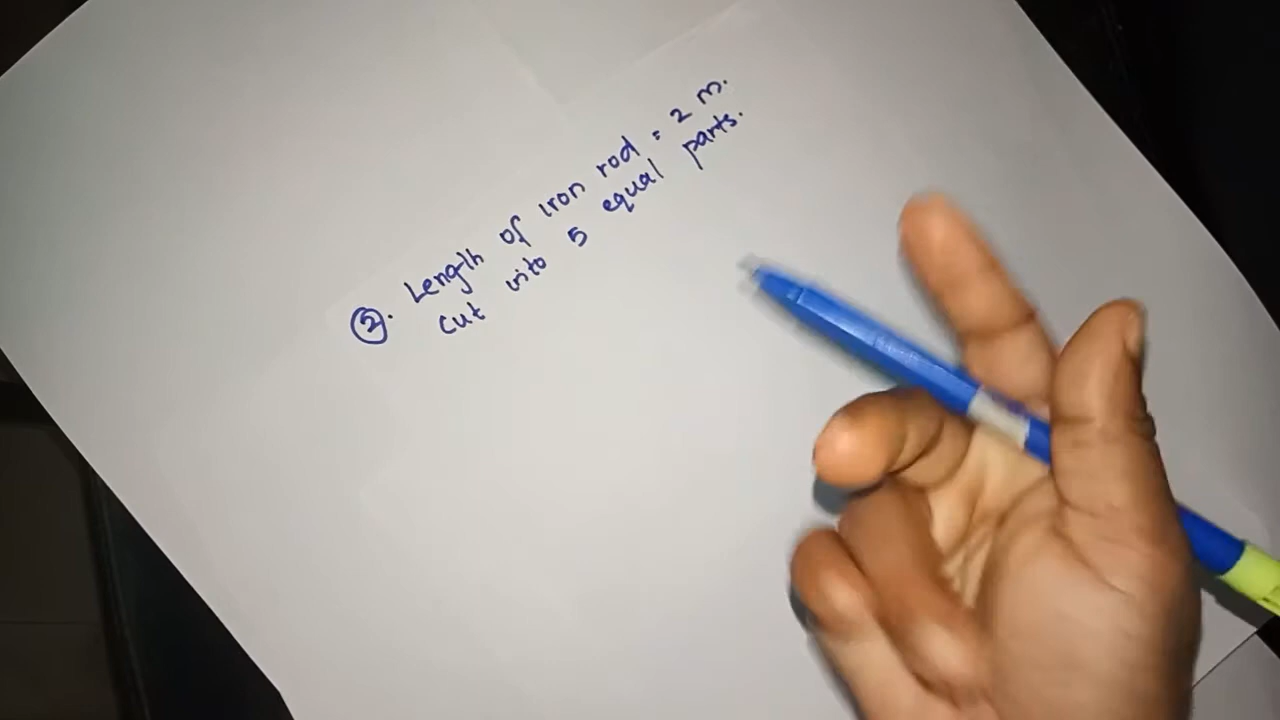 ②. Length of iron rod = 2 m.
cut into 5 equal parts.